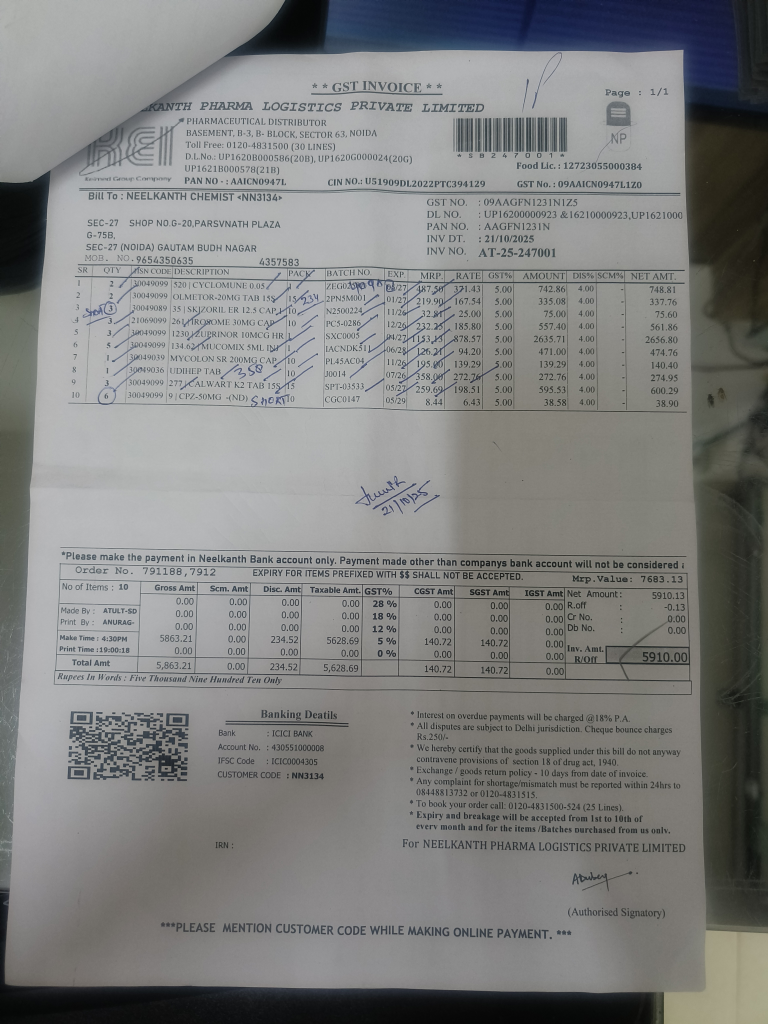 ** GST INVOICE **
Page : 1/1
KANTH PHARMA LOGISTICS PRIVATE LIMITED
PHARMACEUTICAL DISTRIBUTOR
BASEMENT, B-3, B- BLOCK, SECTOR 63, NOIDA
Toll Free: 0120-4831500 (30 LINES)
D.L.No.: UP1620B000586(20B), UP1620G000024(20G)
UP1621B000578(21B)
KEI
Kemwell Group Company
NP
*S8247001*
Food Lic.: 12723055000384
PAN NO - : AAICN0947L CIN NO.: U51909DL2022PTC394129 GST No.: 09AAICN0947L1Z0
Bill To : NEELKANTH CHEMIST <NN3134>
GST NO. : 09AAGFN1231N1Z5
DL NO. : UP16200000923 &16210000923,UP1621000
PAN NO. : AAGFN1231N
INV DT. : 21/10/2025
INV NO. AT-25-247001
SEC-27 SHOP NO.G-20,PARSVNATH PLAZA
G-75B,
SEC-27 (NOIDA) GAUTAM BUDH NAGAR
MOB. NO. 9654350635 4357583
SR QTY HSN CODE DESCRIPTION PACK BATCH NO. EXP. MRP. RATE GST% AMOUNT DIS% SCM% NET AMT.
1 2 30049099 520 | CYCLOMUNE 0.05 371.43 5.00 742.86 4.00 - 748.81
2 2 30049099 OLMETOR-20MG TAB 15S 15 2PN5M001 219.90 167.54 5.00 335.08 4.00 - 337.76
3 3 30049089 35 | SKIZORIL ER 12.5 CAP 10 N2500224 11/26 32.81 25.00 5.00 75.00 4.00 - 75.60
4 3 21069099 TROSOME 30MG CAP 10 PC5-0286 12/26 232.25 185.80 5.00 557.40 4.00 - 561.86
5 3 30049099 1230 | ZUPRINOR 10MCG HR SXC0005 04/27 1153.13 878.57 5.00 2635.71 4.00 - 2656.80
6 5 30049099 134.62 | MUCOMIX 5ML INJ IACNDK511 06/28 126.21 94.20 5.00 471.00 4.00 - 474.76
7 1 30049039 MYCOLON SR 200MG CAP 10 PL45AC04 11/26 195.00 139.29 5.00 139.29 4.00 - 140.40
8 1 30049036 UDIHEP TAB 358 10 J0014 07/26 358.00 272.76 5.00 272.76 4.00 - 274.95
9 3 30049099 277 | CALWART K2 TAB 15S 15 SPT-03533 05/27 259.69 198.51 5.00 595.53 4.00 - 600.29
10 6 30049099 9 | CPZ-50MG -(ND) SHORT 10 CGC0147 05/29 8.44 6.43 5.00 38.58 4.00 - 38.90
21/10/25
*Please make the payment in Neelkanth Bank account only. Payment made other than companys bank account will not be considered
Order No. 791188,7912 EXPIRY FOR ITEMS PREFIXED WITH $$ SHALL NOT BE ACCEPTED. Mrp.Value: 7683.13
No of Items : 10 Gross Amt Scm. Amt Disc. Amt Taxable Amt. GST% CGST Amt SGST Amt IGST Amt
0.00 0.00 0.00 0.00 28 % 0.00 0.00 0.00
0.00 0.00 0.00 0.00 18 % 0.00 0.00 0.00
0.00 0.00 0.00 0.00 12 % 0.00 0.00 0.00
5863.21 0.00 234.52 5628.69 5 % 140.72 140.72 0.00
0.00 0.00 0.00 0.00 0 % 0.00 0.00 0.00
Made By : ATULT-SD
Print By : ANURAG-
Make Time : 4:30PM
Print Time :19:00:18
Total Amt 5,863.21 0.00 234.52 5,628.69 140.72 140.72 0.00
Net Amount: 5910.13
R.off : -0.13
Cr No. : 0.00
Db No. : 0.00
Inv. Amt. R/Off 5910.00
Rupees In Words : Five Thousand Nine Hundred Ten Only
Banking Deatils
Bank : ICICI BANK
Account No. : 430551000008
IFSC Code : ICIC0004305
CUSTOMER CODE : NN3134
* Interest on overdue payments will be charged @18% P.A.
* All disputes are subject to Delhi jurisdiction. Cheque bounce charges
Rs.250/-
* We hereby certify that the goods supplied under this bill do not anyway
contravene provisions of section 18 of drug act, 1940.
* Exchange / goods return policy - 10 days from date of invoice.
* Any complaint for shortage/mismatch must be reported within 24hrs to
08448813732 or 0120-4831515.
* To book your order call: 0120-4831500-524 (25 Lines).
* Expiry and breakage will be accepted from 1st to 10th of
every month and for the items /Batches purchased from us only.
IRN :
For NEELKANTH PHARMA LOGISTICS PRIVATE LIMITED
(Authorised Signatory)
***PLEASE MENTION CUSTOMER CODE WHILE MAKING ONLINE PAYMENT. ***